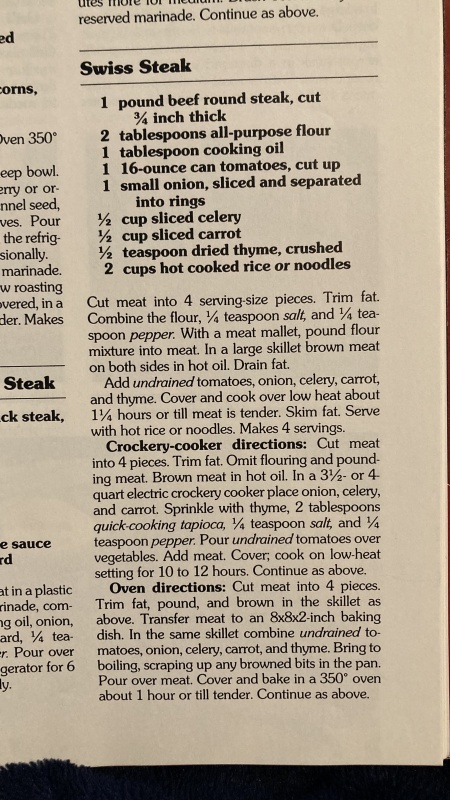 utes more for medium. Brush
reserved marinade. Continue as above.
Swiss Steak
1 pound beef round steak, cut
¾ inch thick
2 tablespoons all-purpose flour
1 tablespoon cooking oil
1 16-ounce can tomatoes, cut up
1 small onion, sliced and separated
into rings
½ cup sliced celery
½ cup sliced carrot
½ teaspoon dried thyme, crushed
2 cups hot cooked rice or noodles
Cut meat into 4 serving-size pieces. Trim fat.
Combine the flour, ¼ teaspoon salt, and ¼ tea-
spoon pepper. With a meat mallet, pound flour
mixture into meat. In a large skillet brown meat
on both sides in hot oil. Drain fat.
Add undrained tomatoes, onion, celery, carrot,
and thyme. Cover and cook over low heat about
1¼ hours or till meat is tender. Skim fat. Serve
with hot rice or noodles. Makes 4 servings.
Crockery-cooker directions: Cut meat
into 4 pieces. Trim fat. Omit flouring and pound-
ing meat. Brown meat in hot oil. In a 3½- or 4-
quart electric crockery cooker place onion, celery,
and carrot. Sprinkle with thyme, 2 tablespoons
quick-cooking tapioca, ¼ teaspoon salt, and ¼
teaspoon pepper. Pour undrained tomatoes over
vegetables. Add meat. Cover; cook on low-heat
setting for 10 to 12 hours. Continue as above.
Oven directions: Cut meat into 4 pieces.
Trim fat, pound, and brown in the skillet as
above. Transfer meat to an 8x8x2-inch baking
dish. In the same skillet combine undrained to-
matoes, onion, celery, carrot, and thyme. Bring to
boiling, scraping up any browned bits in the pan.
Pour over meat. Cover and bake in a 350° oven
about 1 hour or till tender. Continue as above.
ed
corns,
Oven 350°
eep bowl.
erry or or-
nnel seed,
ves. Pour
the refrig-
sionally.
marinade.
w roasting
overed, in a
der. Makes
Steak
ck steak,
e sauce
rd
at in a plastic
rinade, com-
ng oil, onion,
ard, ¼ tea-
r. Pour over
gerator for 6
ly.